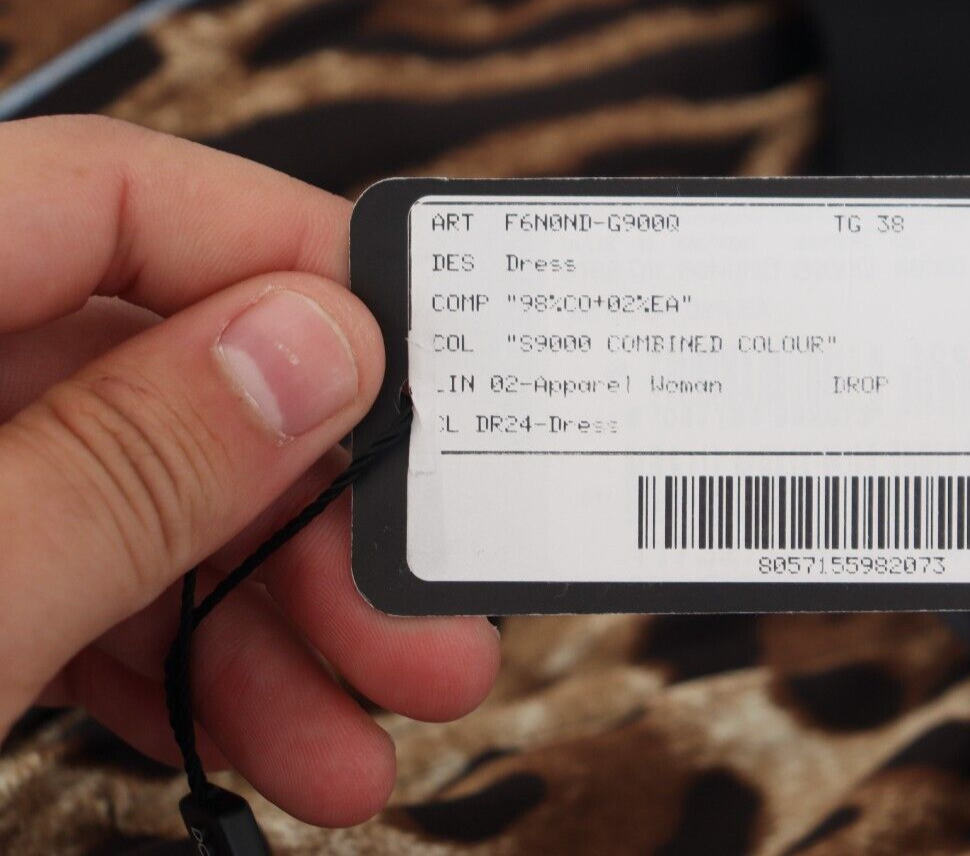 ART F6N0ND-G900Q TG 38
DES Dress
COMP "98%CO+02%EA"
COL "S9000 COMBINED COLOUR"
LIN 02-Apparel Woman DROP
CL DR24-Dress
8057155982073